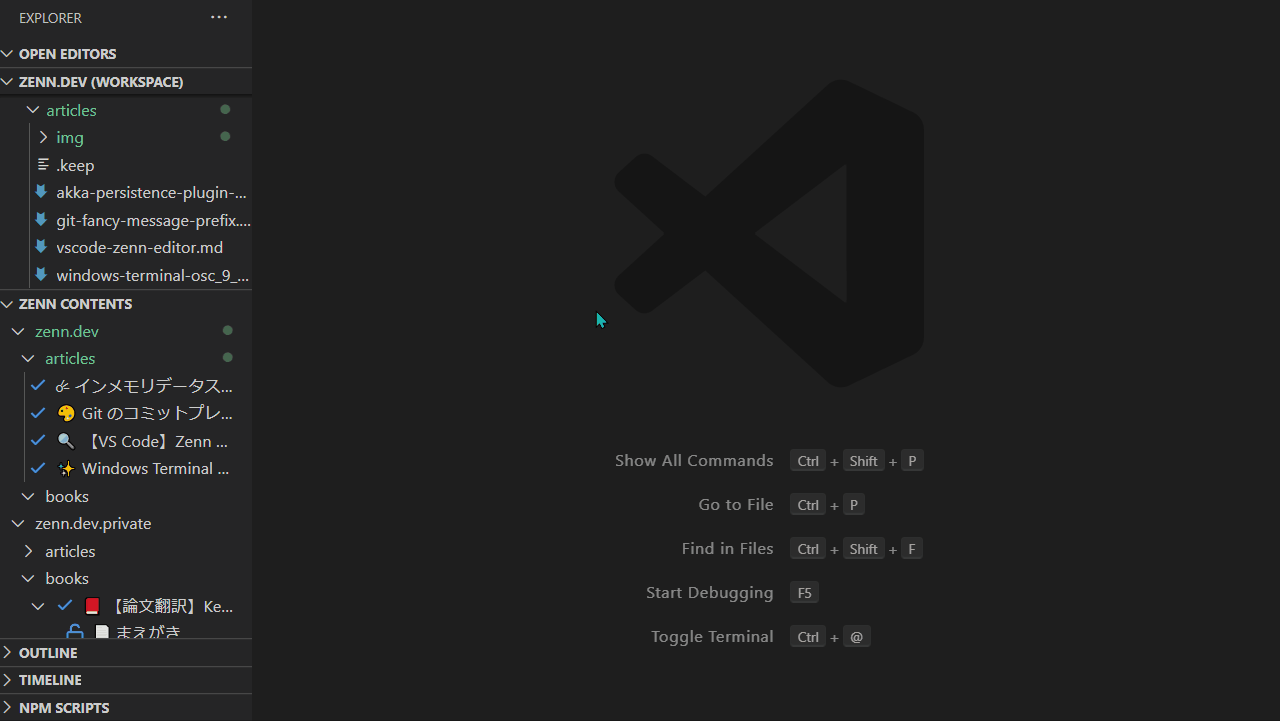 EXPLORER ...
OPEN EDITORS
ZENN.DEV (WORKSPACE)
articles
img
.keep
akka-persistence-plugin-...
git-fancy-message-prefix....
vscode-zenn-editor.md
windows-terminal-osc_9_...
ZENN CONTENTS
zenn.dev
articles
インメモリデータス...
Git のコミットプレ...
【VS Code】Zenn ...
Windows Terminal ...
books
zenn.dev.private
articles
books
【論文翻訳】Ke...
まえがき
OUTLINE
TIMELINE
NPM SCRIPTS
Show All Commands Ctrl + Shift + P
Go to File Ctrl + P
Find in Files Ctrl + Shift + F
Start Debugging F5
Toggle Terminal Ctrl + @